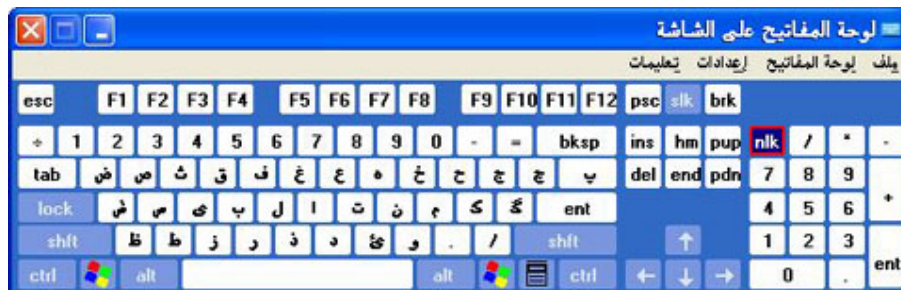 لوحة المفاتيح على الشاشة
ملف لوحة المفاتيح إعدادات تعليمات
esc F1 F2 F3 F4 F5 F6 F7 F8 F9 F10 F11 F12 psc slk brk
÷ 1 2 3 4 5 6 7 8 9 0 - = bksp ins hm pup nlk / * -
tab ض ص ث ق ف غ ع ه خ ح ج چ پ del end pdn 7 8 9 +
lock ش س ی ب ل ا ت ن م ک گ ent 4 5 6
shft ظ ط ز ر ذ د ئ و . / shft ↑ 1 2 3 ent
ctrl alt alt ctrl ← ↓ → 0 .